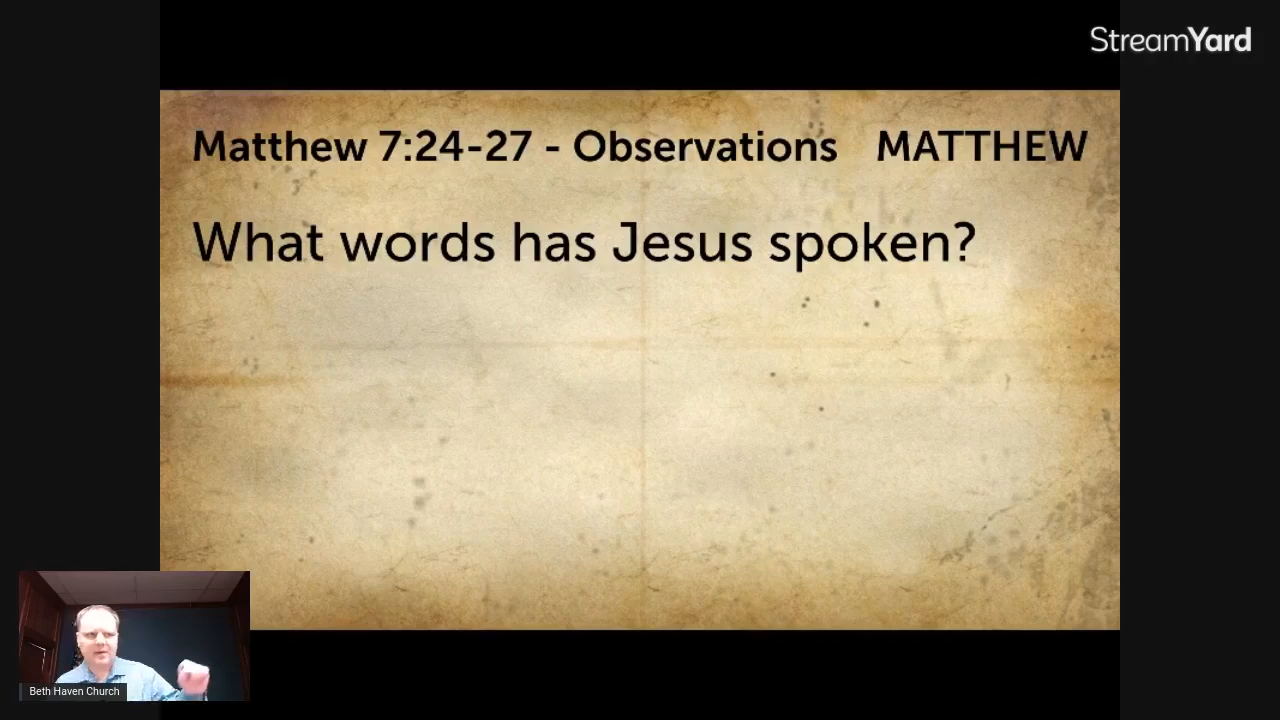 StreamYard
Matthew 7:24-27 - Observations MATTHEW
What words has Jesus spoken?
Beth Haven Church